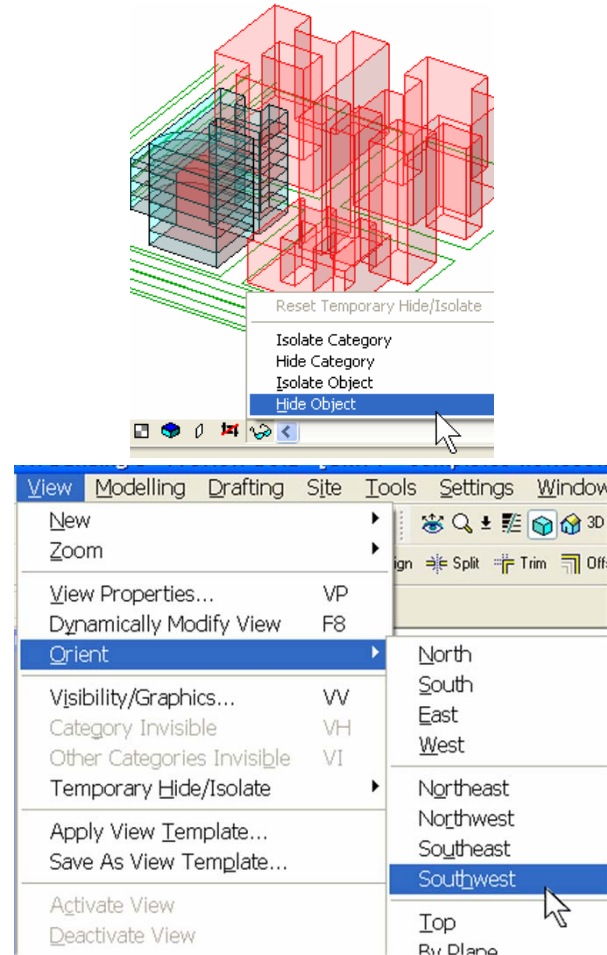 Reset Temporary Hide/Isolate
Isolate Category
Hide Category
Isolate Object
Hide Object
View Modelling Drafting Site Tools Settings Window
3D
Split Trim
New
Zoom
View Properties... VP
Dynamically Modify View F8
Orient
Visibility/Graphics... VV
Category Invisible VH
Other Categories Invisible VI
Temporary Hide/Isolate
Apply View Template...
Save As View Template...
Activate View
Deactivate View
North
South
East
West
Northeast
Northwest
Southeast
Southwest
Top
By Plane